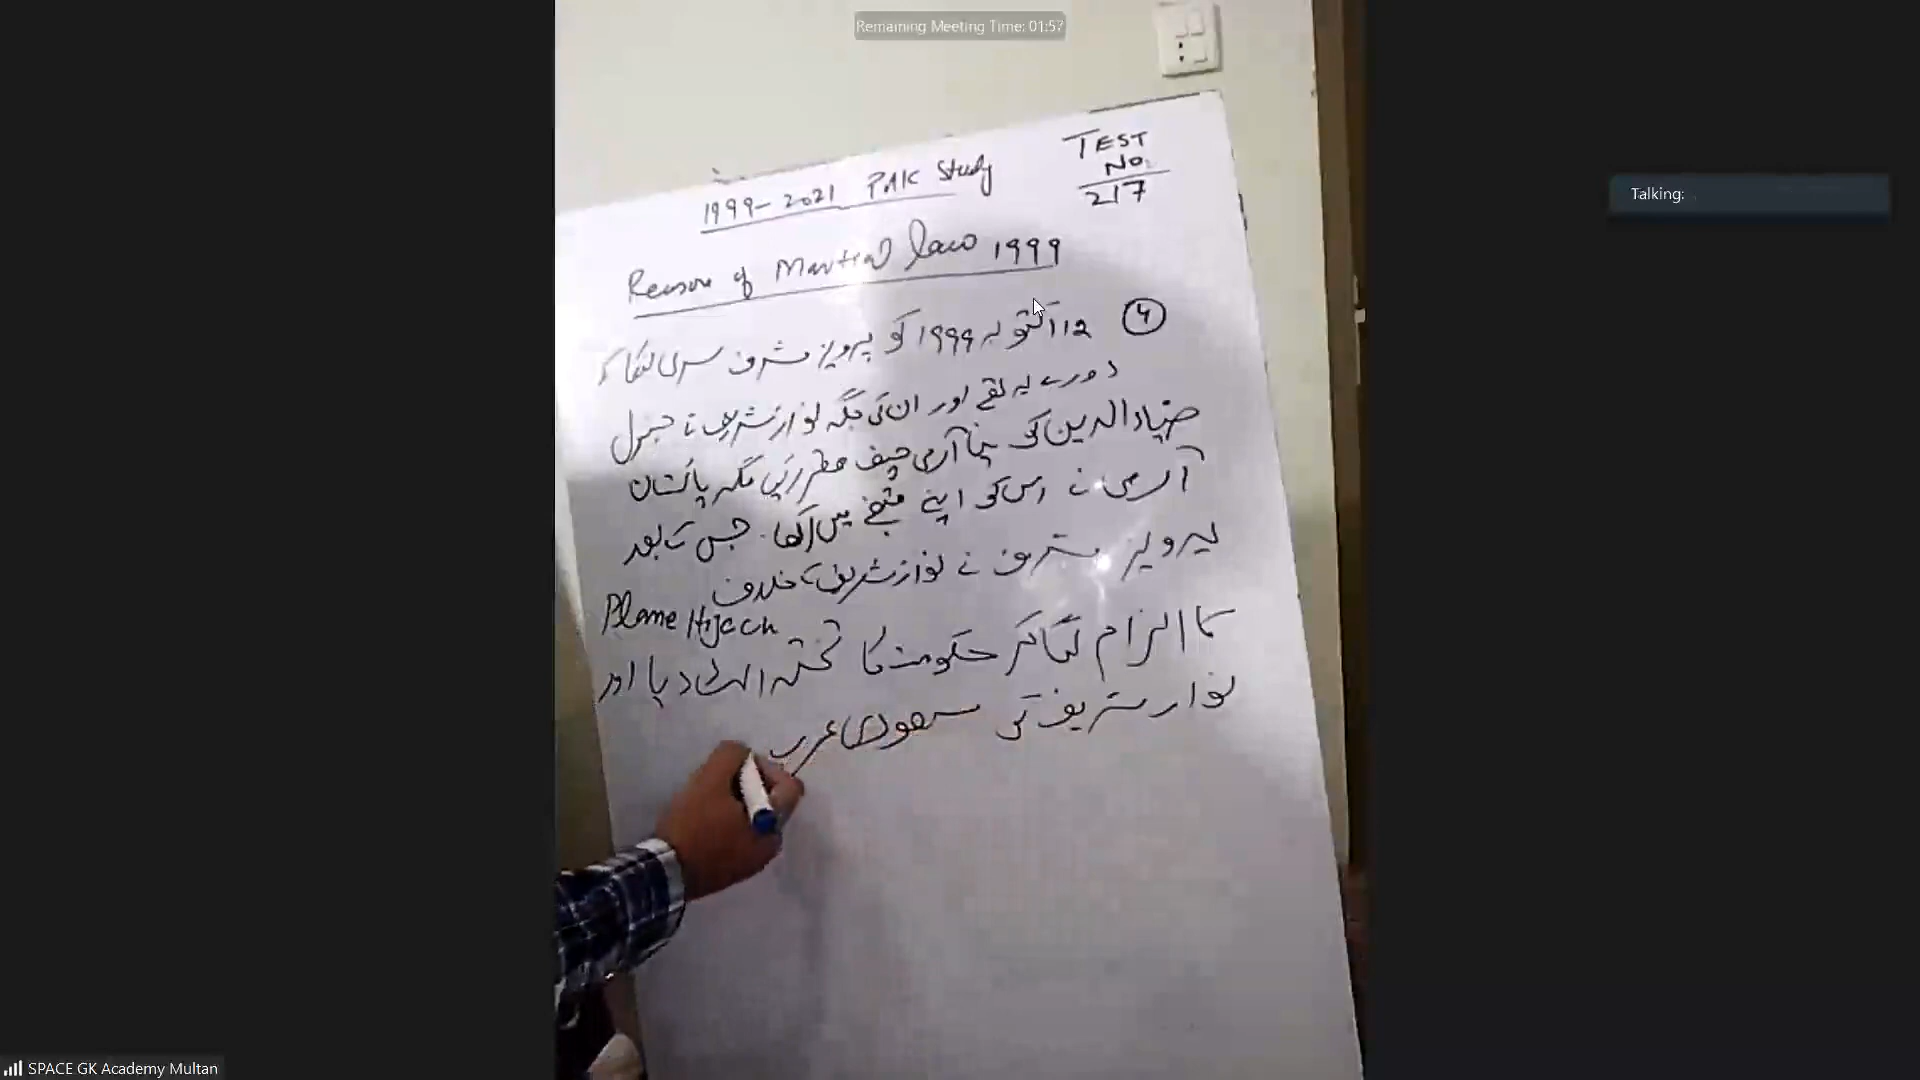 Remaining Meeting Time: 01:57
TEST
NO.
217
1999-2021 PAK Study
Reason of Martial law 1999
④ 12 اکتوبر 1999 کو پرویز مشرف سری لنکا کے
دورے پہ تھے اور ان کی جگہ نواز شریف نے جنرل
ضیاء الدین کو نیا آرمی چیف مقرر کیا مگر پاکستان
آرمی نے اس کو اپنے قبضے میں رکھا۔ جس کے بعد
پرویز مشرف نے نواز شریف کے خلاف
Plane Hijack
کا الزام لگا کر حکومت کا تختہ الٹ دیا اور
نواز شریف کو سعودی عرب
Talking:
SPACE GK Academy Multan